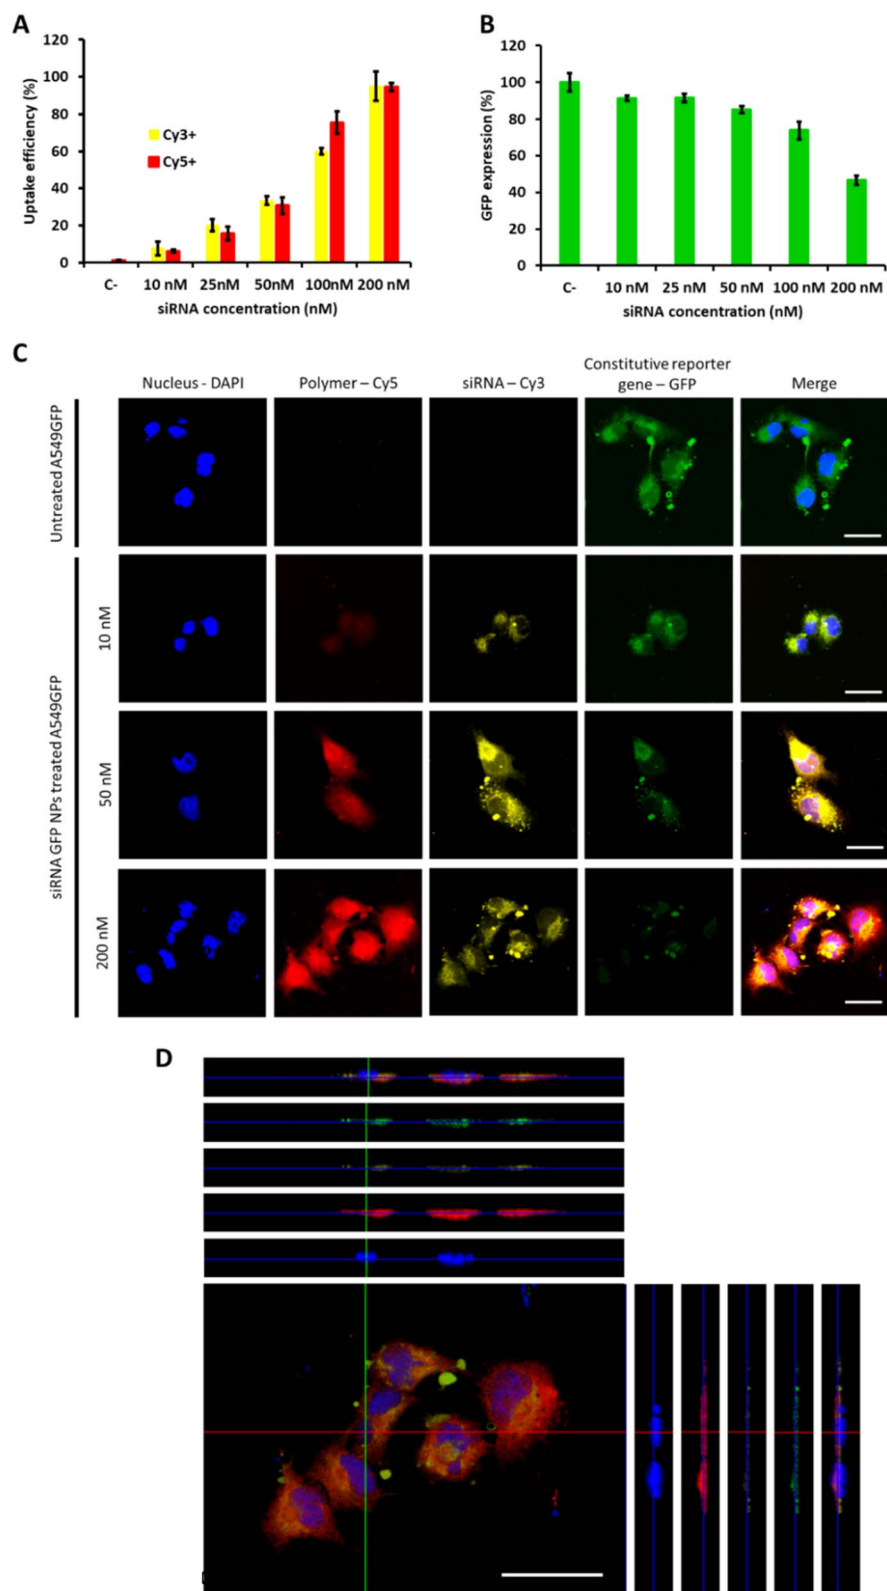 A
120
100
80
60
40
20
0
Uptake efficiency (%)
Cy3+
Cy5+
C-
10 nM
25nM
50nM
100nM
200 nM
siRNA concentration (nM)
B
120
100
80
60
40
20
0
GFP expression (%)
C-
10 nM
25 nM
50 nM
100 nM
200 nM
siRNA concentration (nM)
C
Nucleus - DAPI
Polymer – Cy5
siRNA – Cy3
Constitutive reporter
gene – GFP
Merge
Untreated A549GFP
siRNA GFP NPs treated A549GFP
10 nM
50 nM
200 nM
D